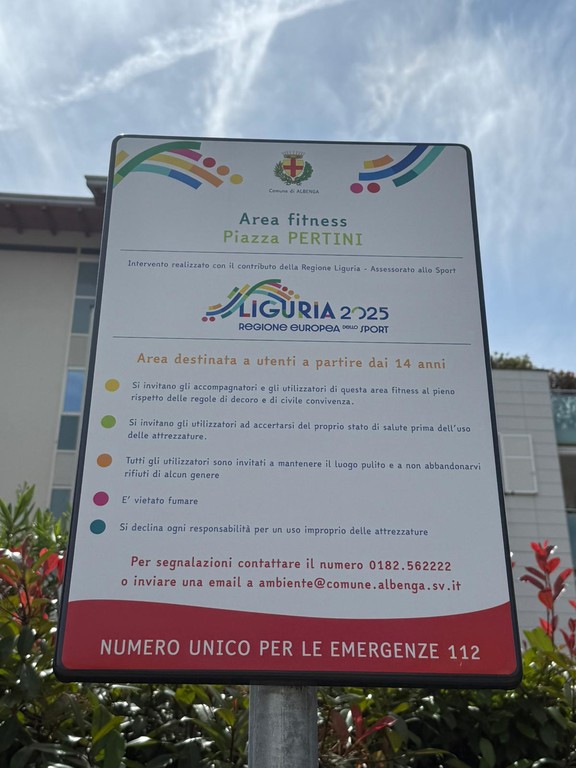 Comune di ALBENGA
Area fitness
Piazza PERTINI
Intervento realizzato con il contributo della Regione Liguria - Assessorato allo Sport
LIGURIA 2025
REGIONE EUROPEA DELLO SPORT
Area destinata a utenti a partire dai 14 anni
Si invitano gli accompagnatori e gli utilizzatori di questa area fitness al pieno
rispetto delle regole di decoro e di civile convivenza.
Si invitano gli utilizzatori ad accertarsi del proprio stato di salute prima dell'uso
delle attrezzature.
Tutti gli utilizzatori sono invitati a mantenere il luogo pulito e a non abbandonarvi
rifiuti di alcun genere
E' vietato fumare
Si declina ogni responsabilità per un uso improprio delle attrezzature
Per segnalazioni contattare il numero 0182.562222
o inviare una email a ambiente@comune.albenga.sv.it
NUMERO UNICO PER LE EMERGENZE 112